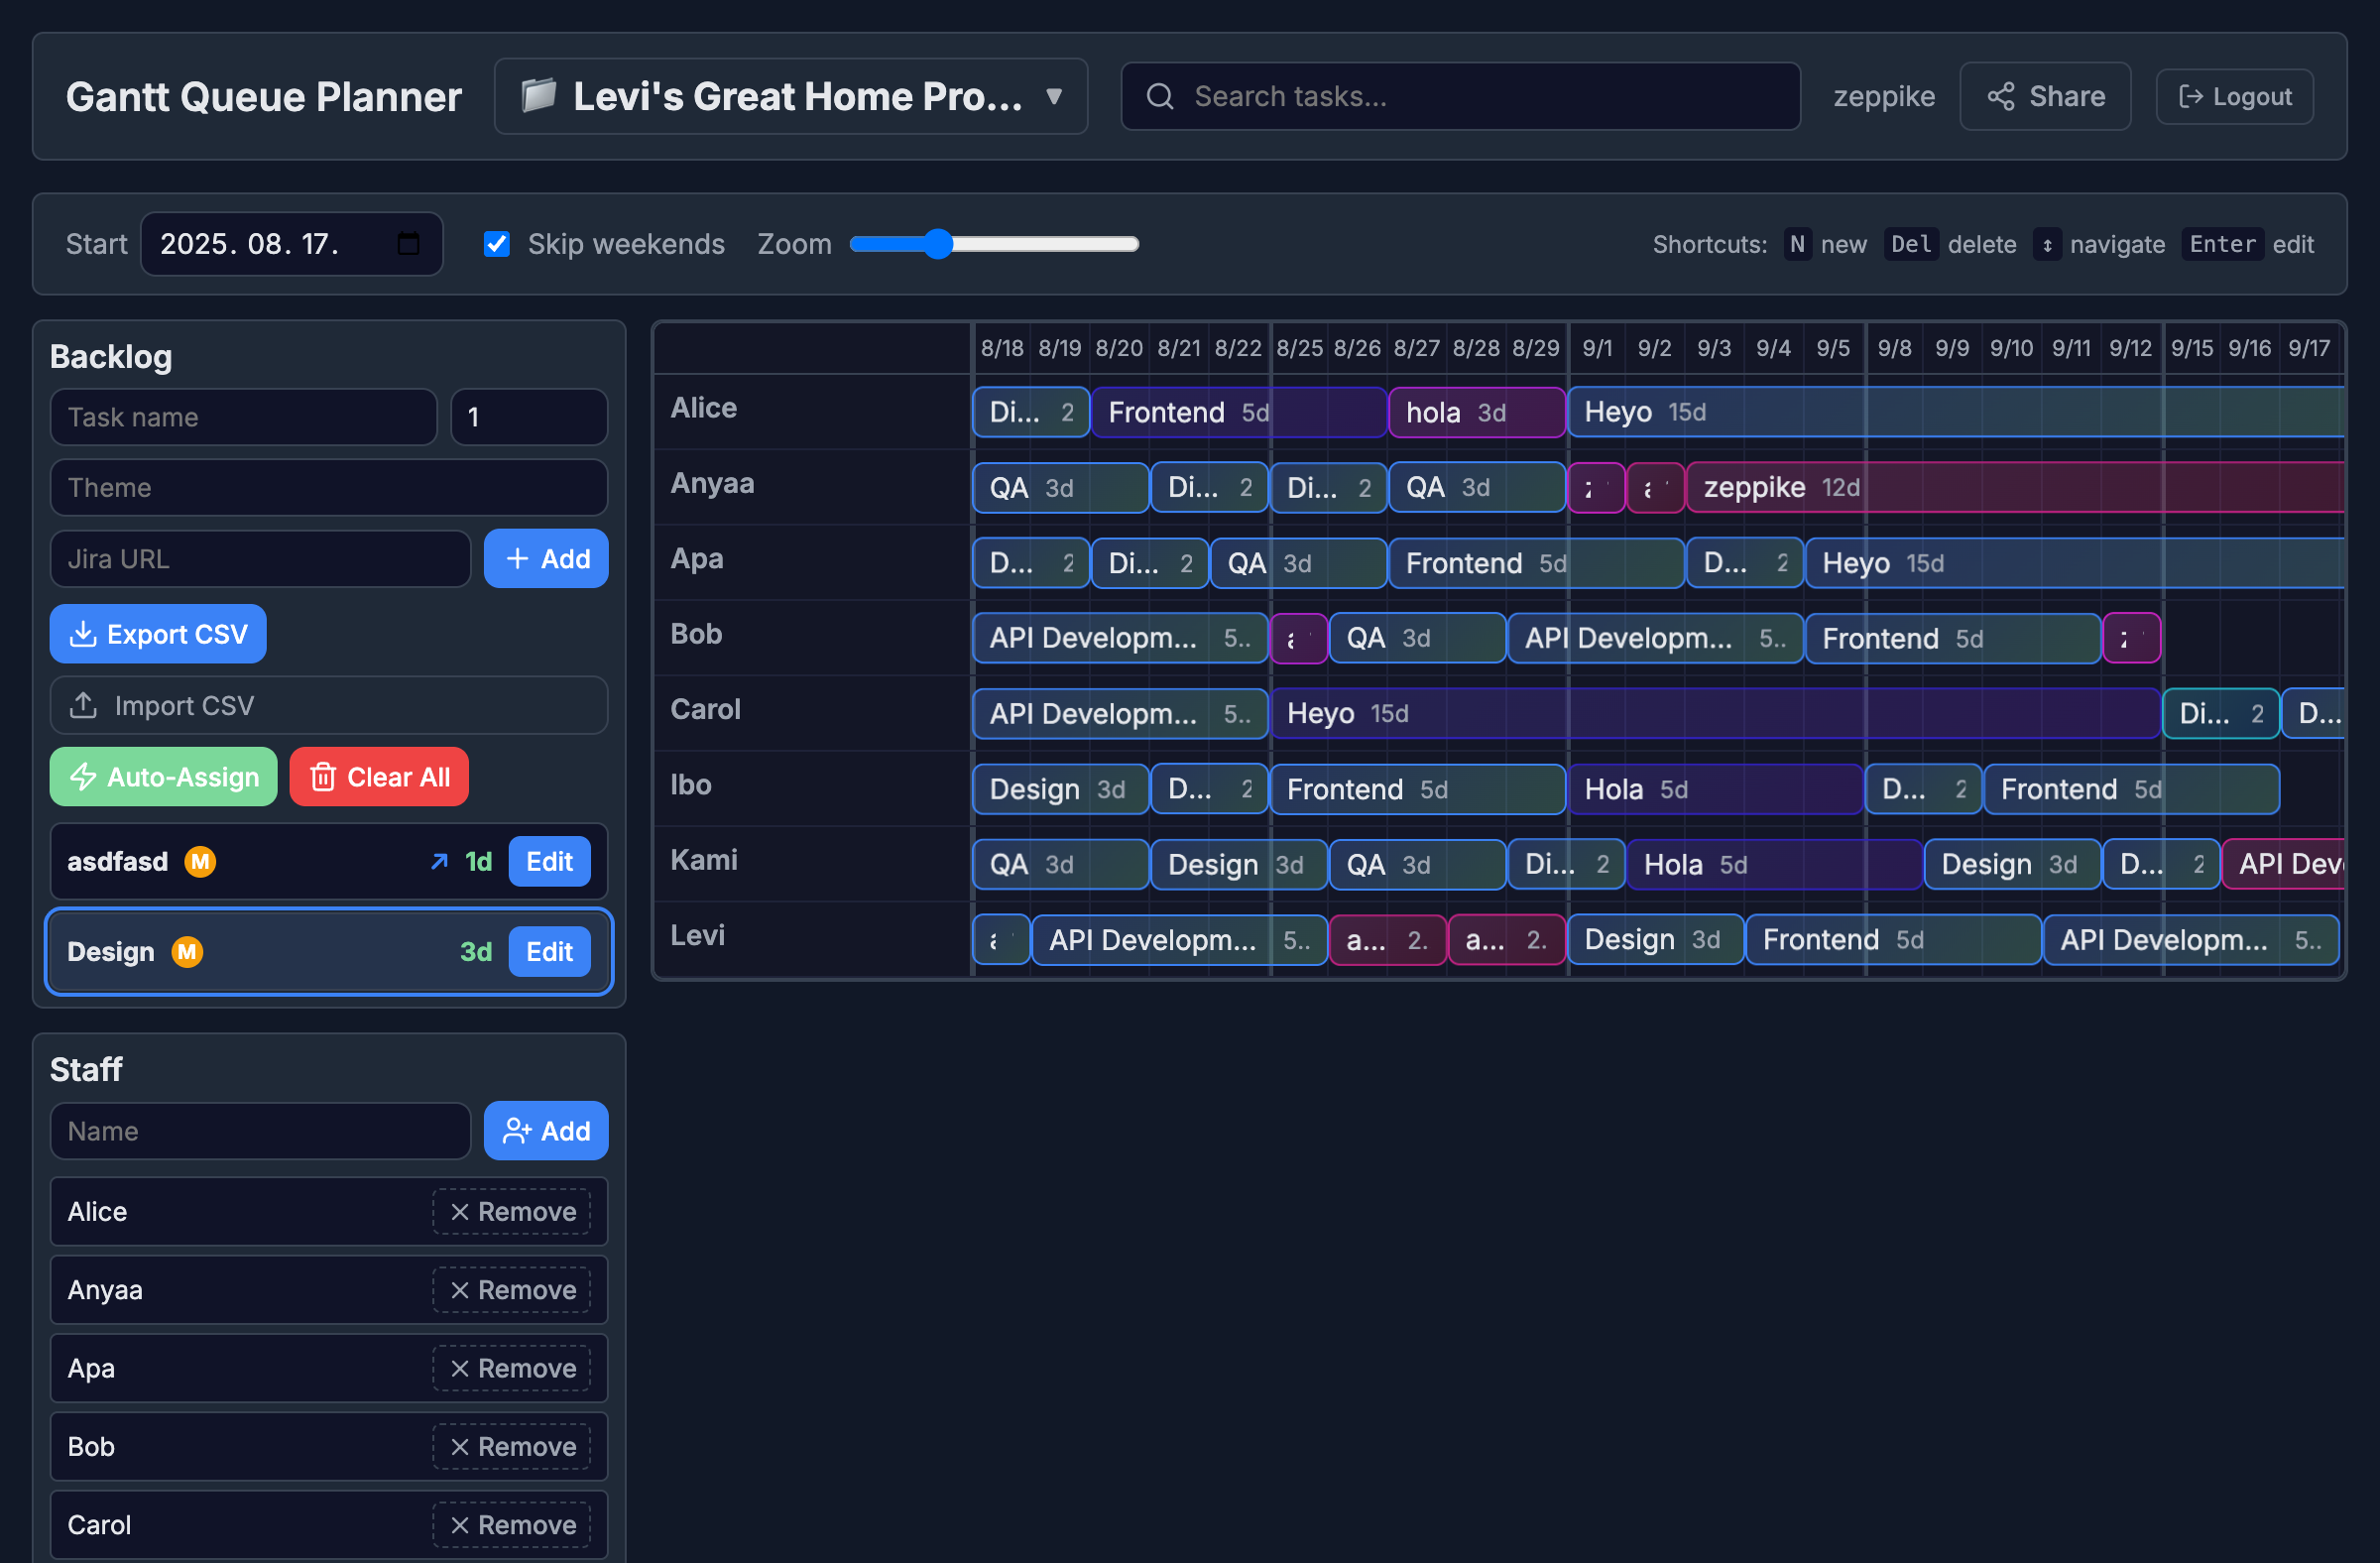 Gantt Queue Planner
Levi's Great Home Pro...
Search tasks...
zeppike
Share
Logout
Start 2025. 08. 17.
Skip weekends
Zoom
Shortcuts: N new Del delete ↕ navigate Enter edit
Backlog
Task name
1
Theme
Jira URL
Add
Export CSV
Import CSV
Auto-Assign
Clear All
asdfasd M 1d Edit
Design M 3d Edit
Staff
Name
Add
Alice Remove
Anyaa Remove
Apa Remove
Bob Remove
Carol Remove
8/18 8/19 8/20 8/21 8/22 8/25 8/26 8/27 8/28 8/29 9/1 9/2 9/3 9/4 9/5 9/8 9/9 9/10 9/11 9/12 9/15 9/16 9/17
Alice Di... 2 Frontend 5d hola 3d Heyo 15d
Anyaa QA 3d Di... 2 Di... 2 QA 3d zeppike 12d
Apa D... 2 Di... 2 QA 3d Frontend 5d D... 2 Heyo 15d
Bob API Developm... 5.. QA 3d API Developm... 5.. Frontend 5d
Carol API Developm... 5.. Heyo 15d Di... 2 D...
Ibo Design 3d D... 2 Frontend 5d Hola 5d D... 2 Frontend 5d
Kami QA 3d Design 3d QA 3d Di... 2 Hola 5d Design 3d D... 2 API Dev
Levi API Developm... 5.. a... 2. a... 2. Design 3d Frontend 5d API Developm... 5..